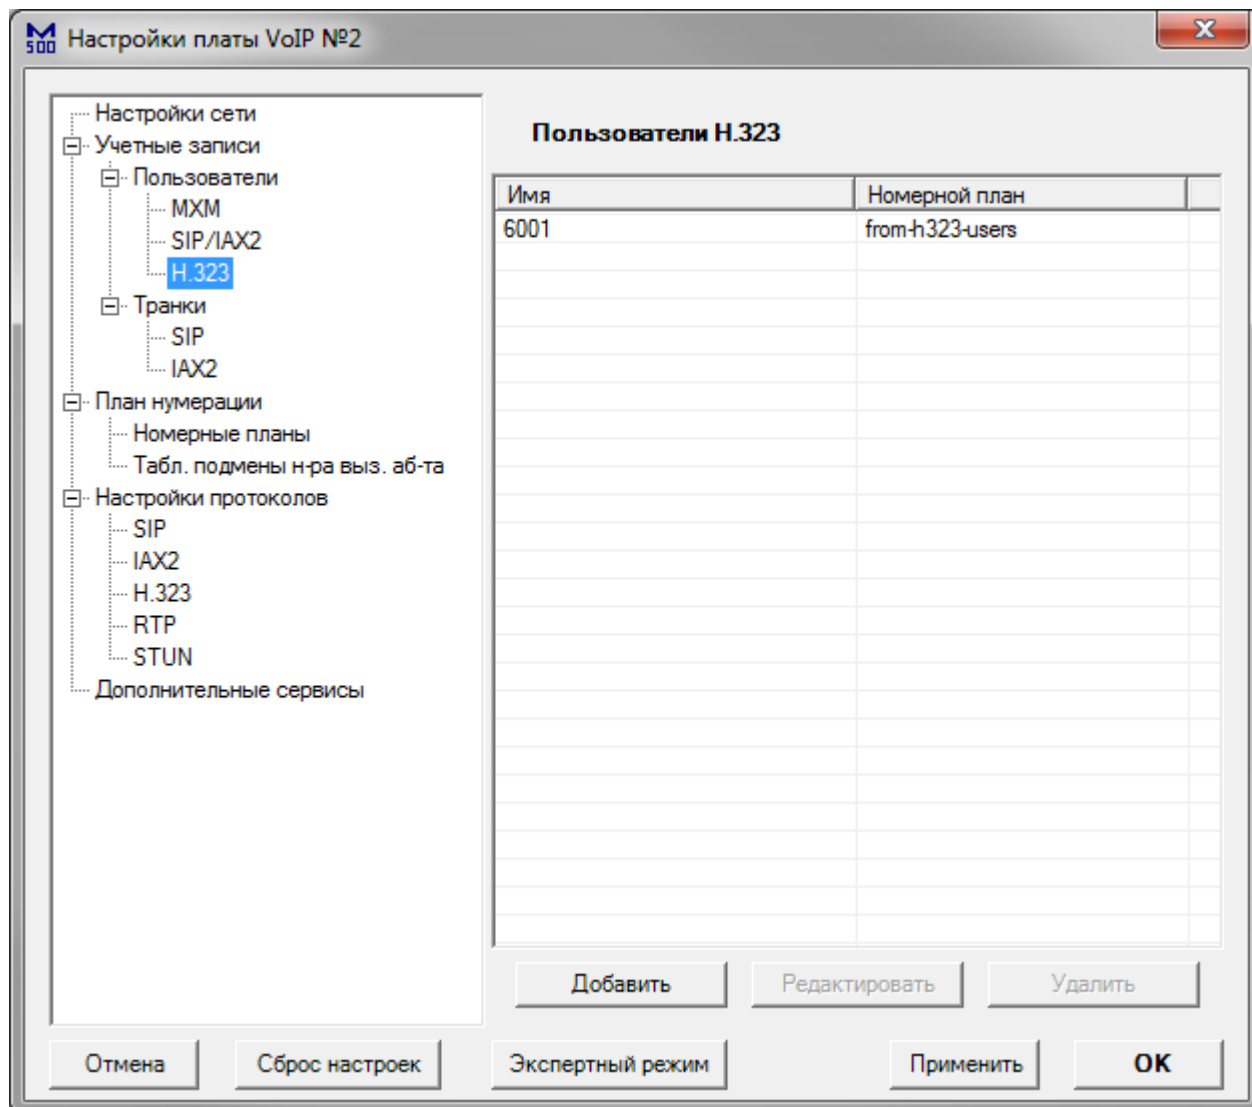 M 500 Настройки платы VoIP №2
Настройки сети
Учетные записи
Пользователи
MXM
SIP/IAX2
H.323
Транки
SIP
IAX2
План нумерации
Номерные планы
Табл. подмены н-ра выз. аб-та
Настройки протоколов
SIP
IAX2
H.323
RTP
STUN
Дополнительные сервисы
Пользователи H.323
Имя Номерной план
6001 from-h323-users
Добавить Редактировать Удалить
Отмена Сброс настроек Экспертный режим Применить OK